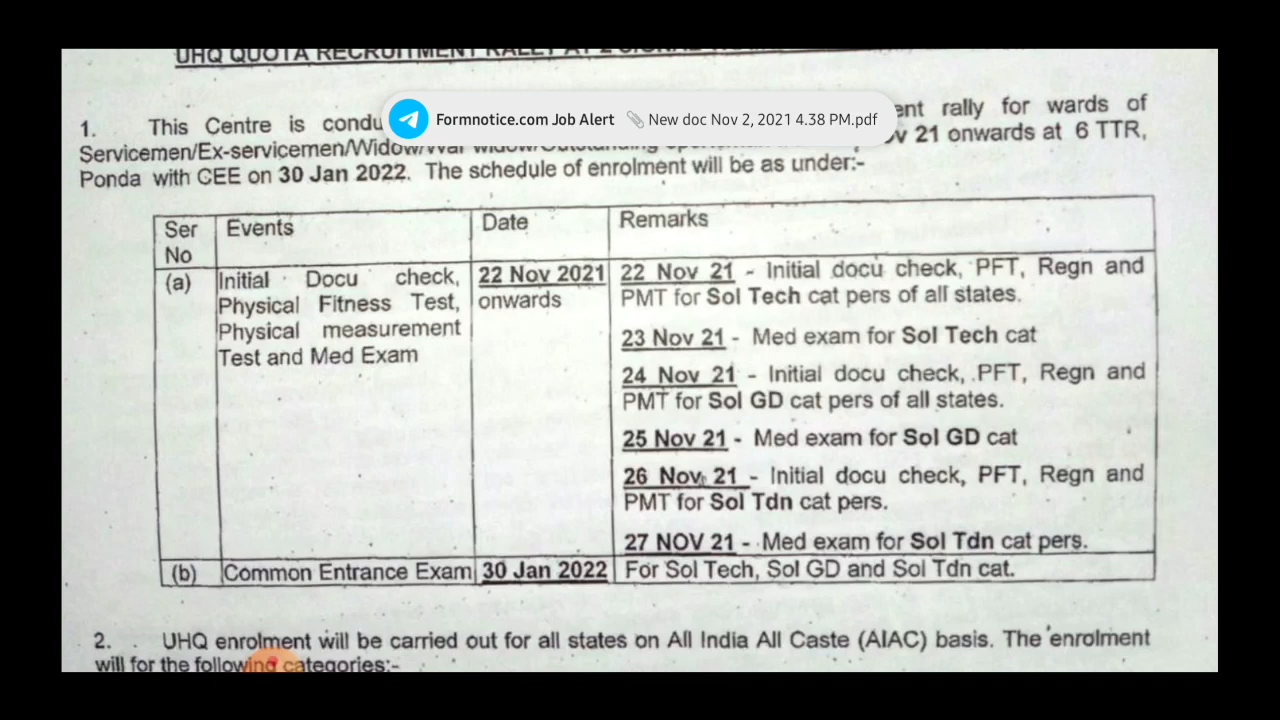 UHQ QUOTA RECRUITMENT RALLY AT 2 SIGNAL
Formnotice.com Job Alert New doc Nov 2, 2021 4.38 PM.pdf
1. This Centre is condu ent rally for wards of
Servicemen/Ex-servicemen/Widow/War widow/Outstanding ov 21 onwards at 6 TTR,
Ponda with CEE on 30 Jan 2022. The schedule of enrolment will be as under:-
Ser No Events Date Remarks
(a) Initial Docu check, 22 Nov 2021 22 Nov 21 - Initial docu check, PFT, Regn and
Physical Fitness Test, onwards PMT for Sol Tech cat pers of all states.
Physical measurement 23 Nov 21 - Med exam for Sol Tech cat
Test and Med Exam 24 Nov 21 - Initial docu check, PFT, Regn and
PMT for Sol GD cat pers of all states.
25 Nov 21 - Med exam for Sol GD cat
26 Nov 21 - Initial docu check, PFT, Regn and
PMT for Sol Tdn cat pers.
27 NOV 21 - Med exam for Sol Tdn cat pers.
(b) Common Entrance Exam 30 Jan 2022 For Sol Tech, Sol GD and Sol Tdn cat.
2. UHQ enrolment will be carried out for all states on All India All Caste (AIAC) basis. The enrolment
will for the following categories:-